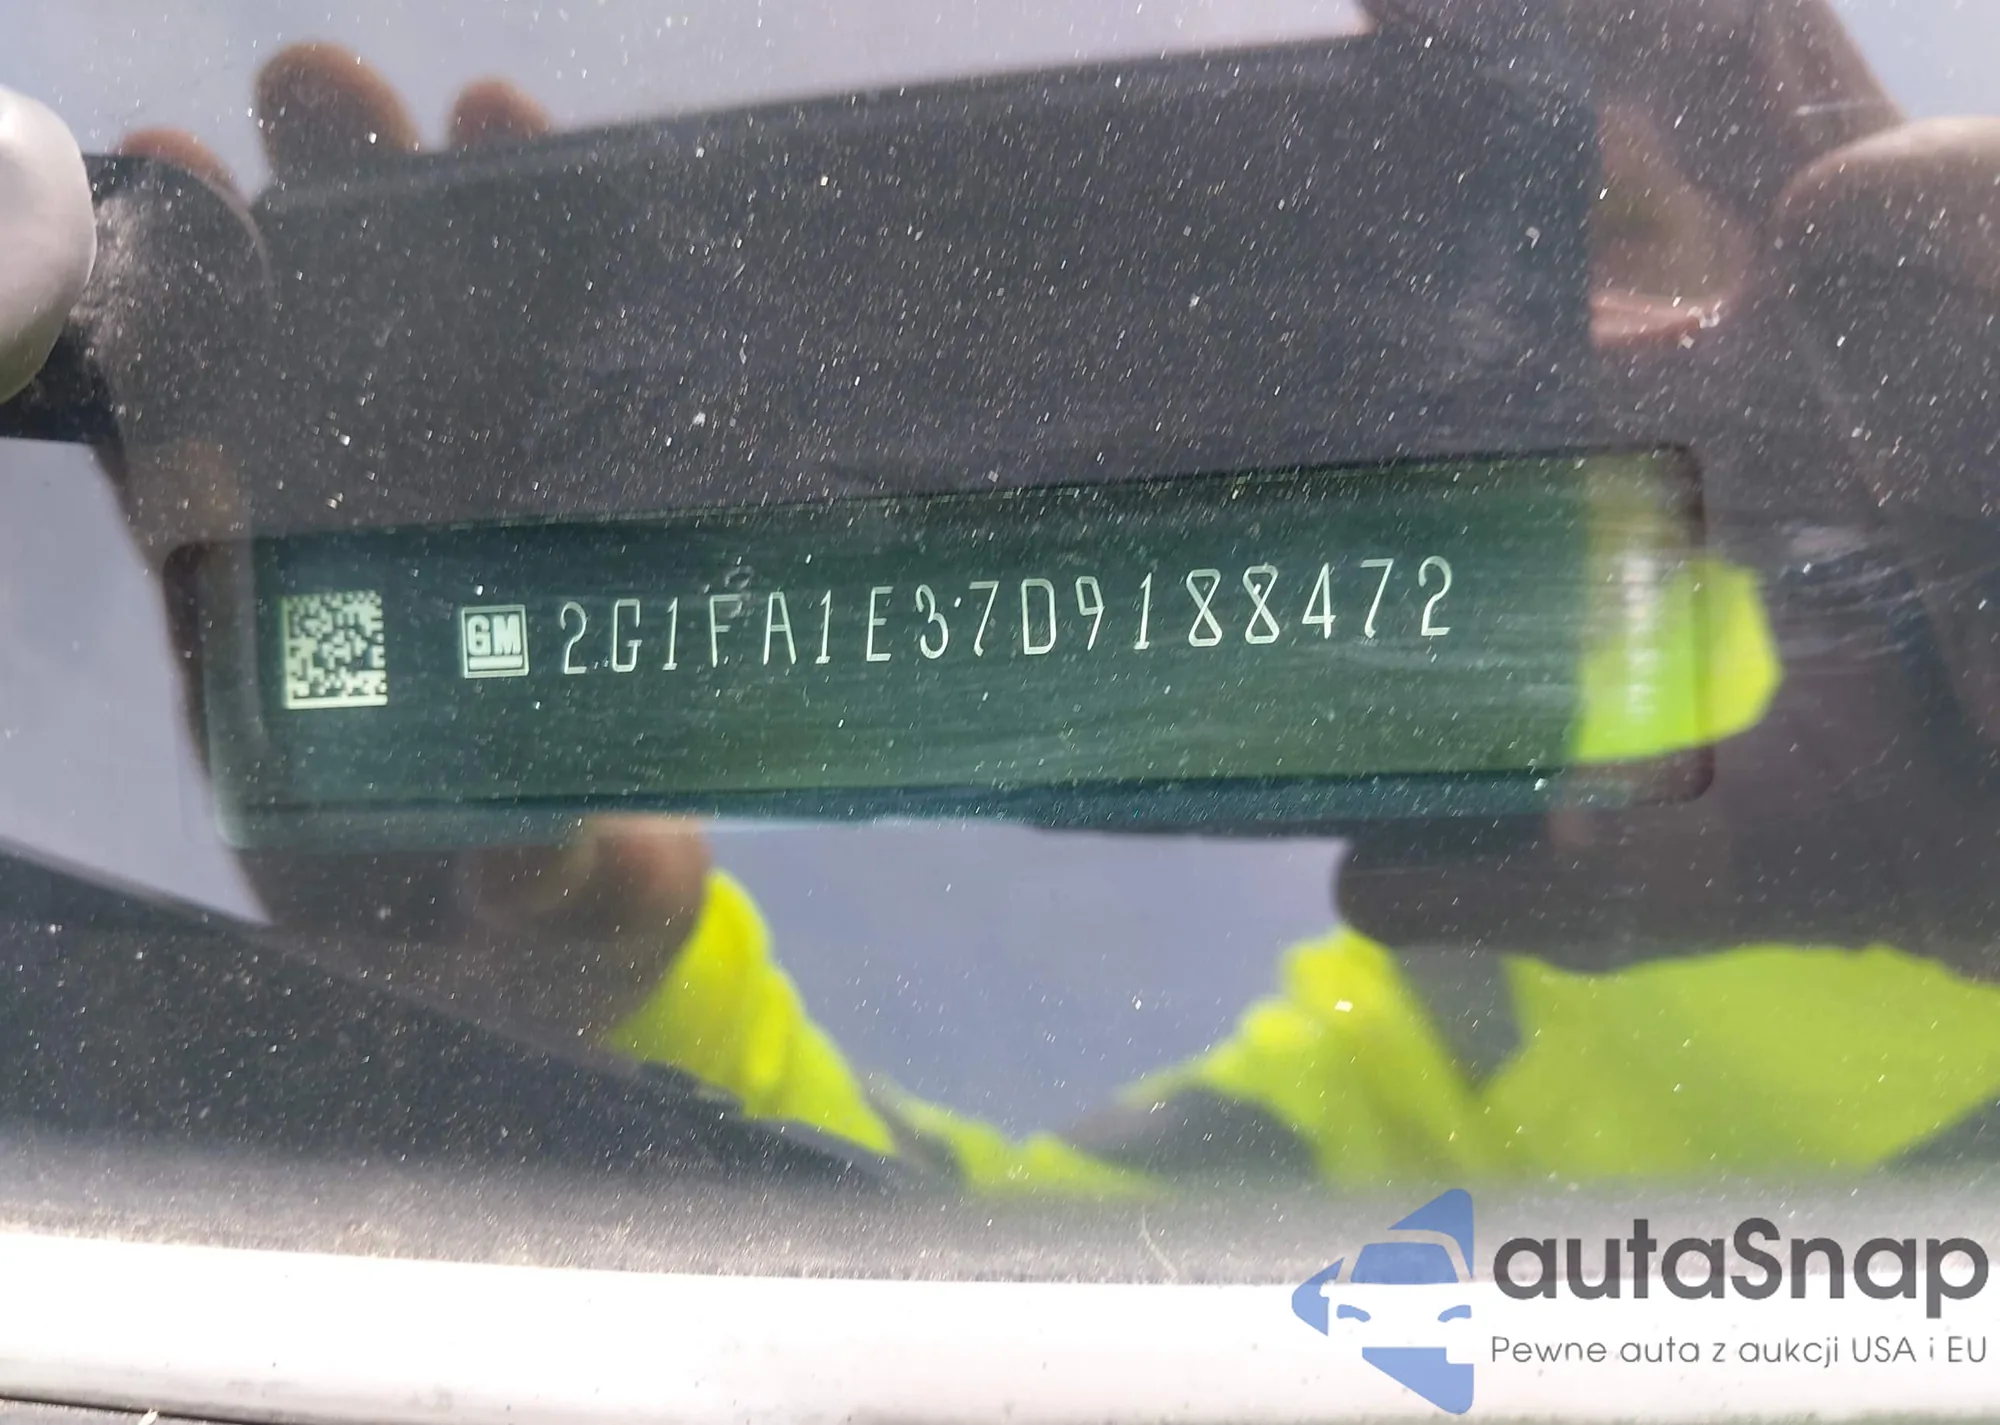 GM 2G1FA1E37D9188472
autaSnap
Pewne auta z aukcji USA i EU